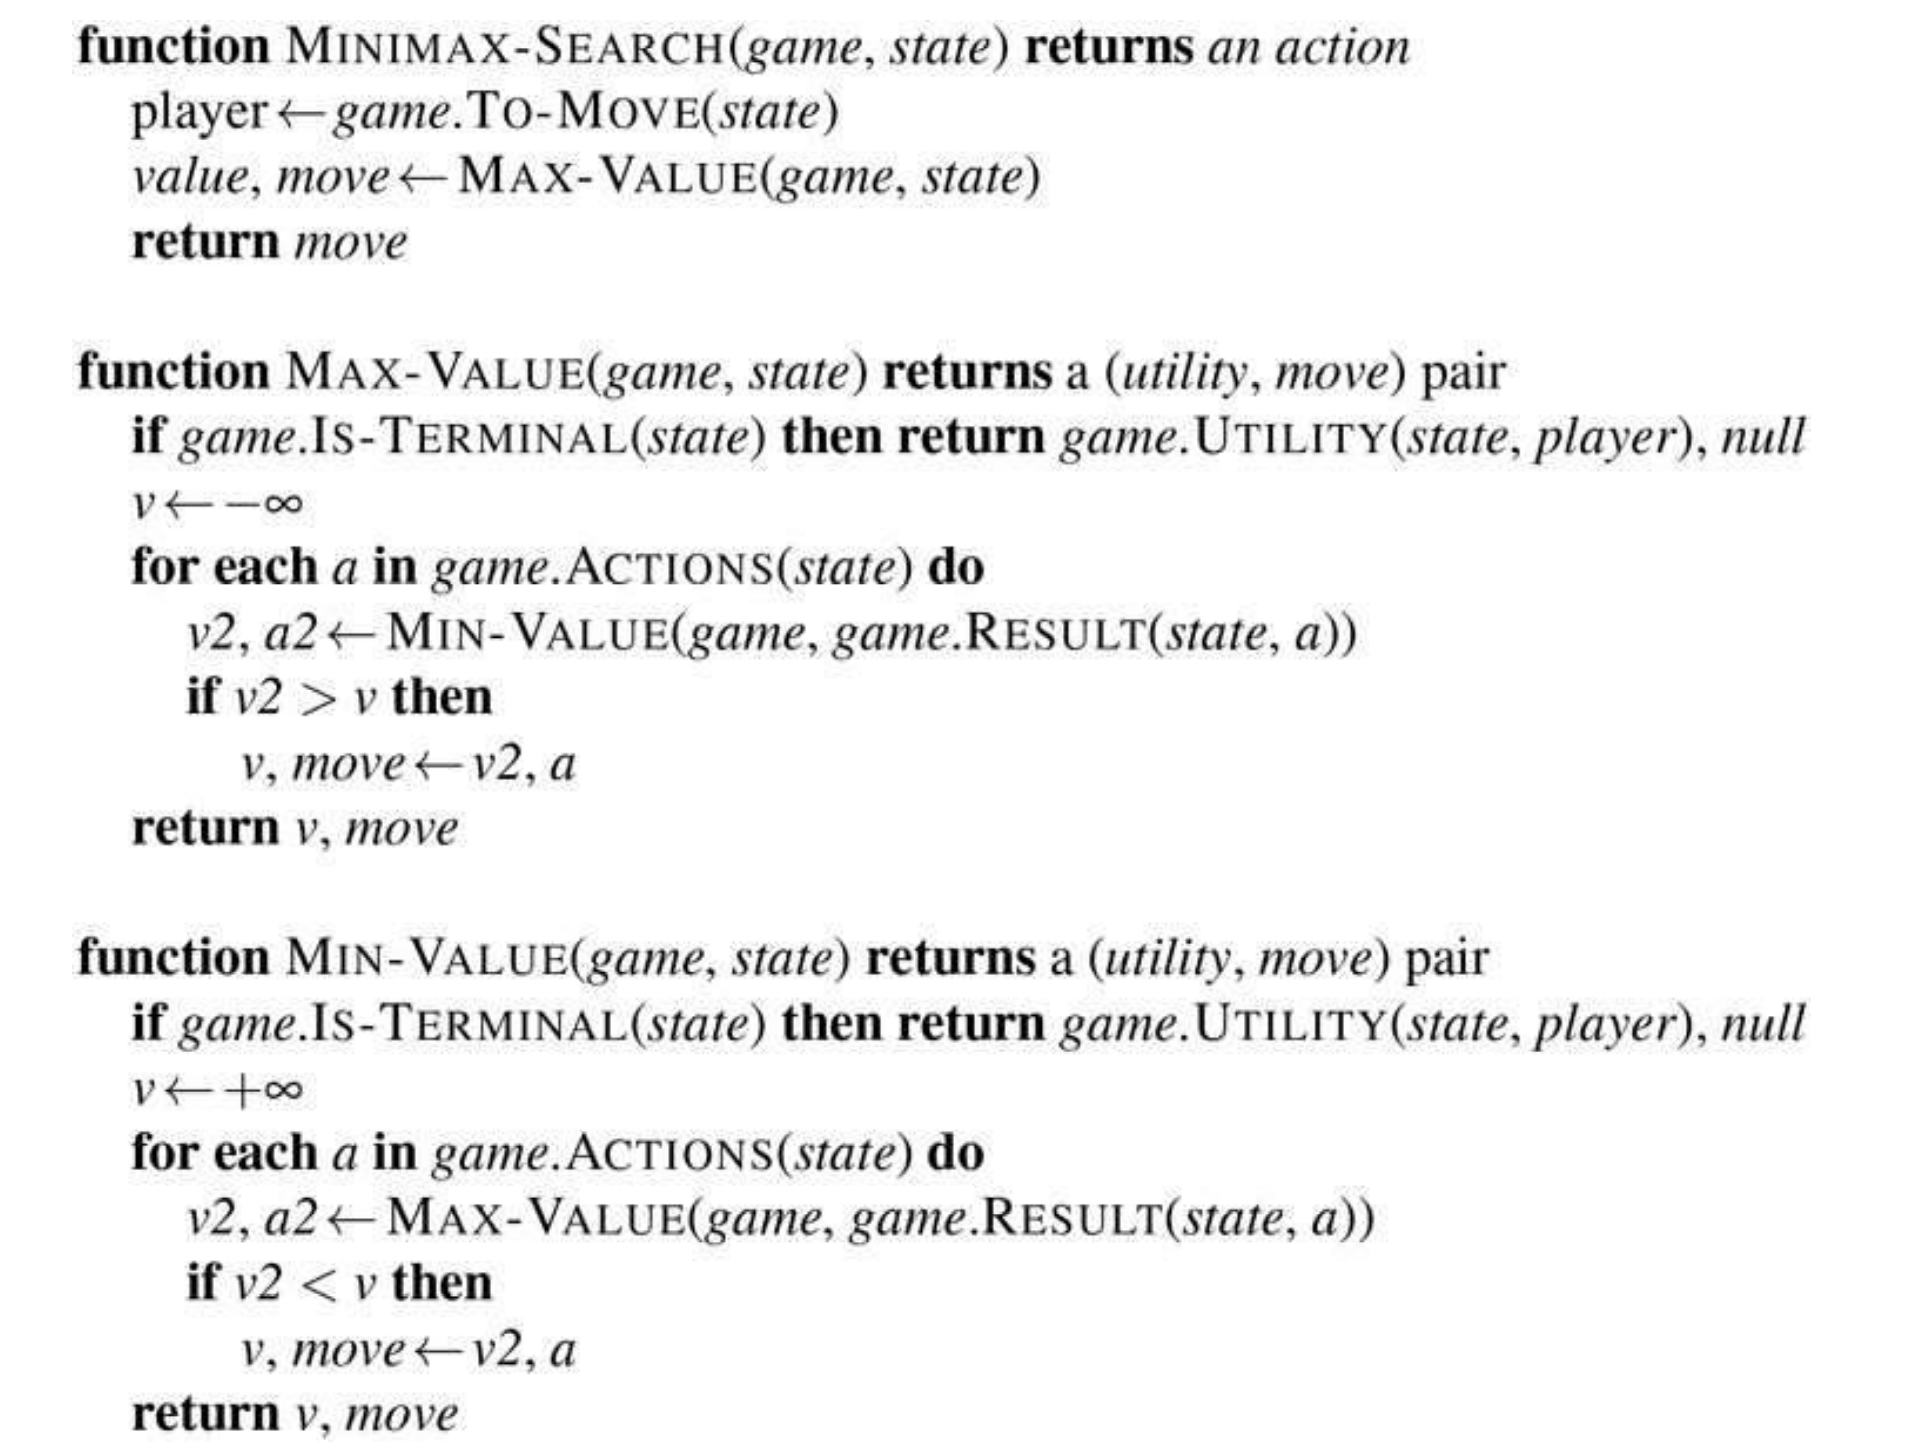 function MINIMAX-SEARCH(game, state) returns an action
player←game.TO-MOVE(state)
value, move←MAX-VALUE(game, state)
return move
function MAX-VALUE(game, state) returns a (utility, move) pair
if game.IS-TERMINAL(state) then return game.UTILITY(state, player), null
v←−∞
for each a in game.ACTIONS(state) do
v2, a2←MIN-VALUE(game, game.RESULT(state, a))
if v2 > v then
v, move←v2, a
return v, move
function MIN-VALUE(game, state) returns a (utility, move) pair
if game.IS-TERMINAL(state) then return game.UTILITY(state, player), null
v←+∞
for each a in game.ACTIONS(state) do
v2, a2←MAX-VALUE(game, game.RESULT(state, a))
if v2 < v then
v, move←v2, a
return v, move